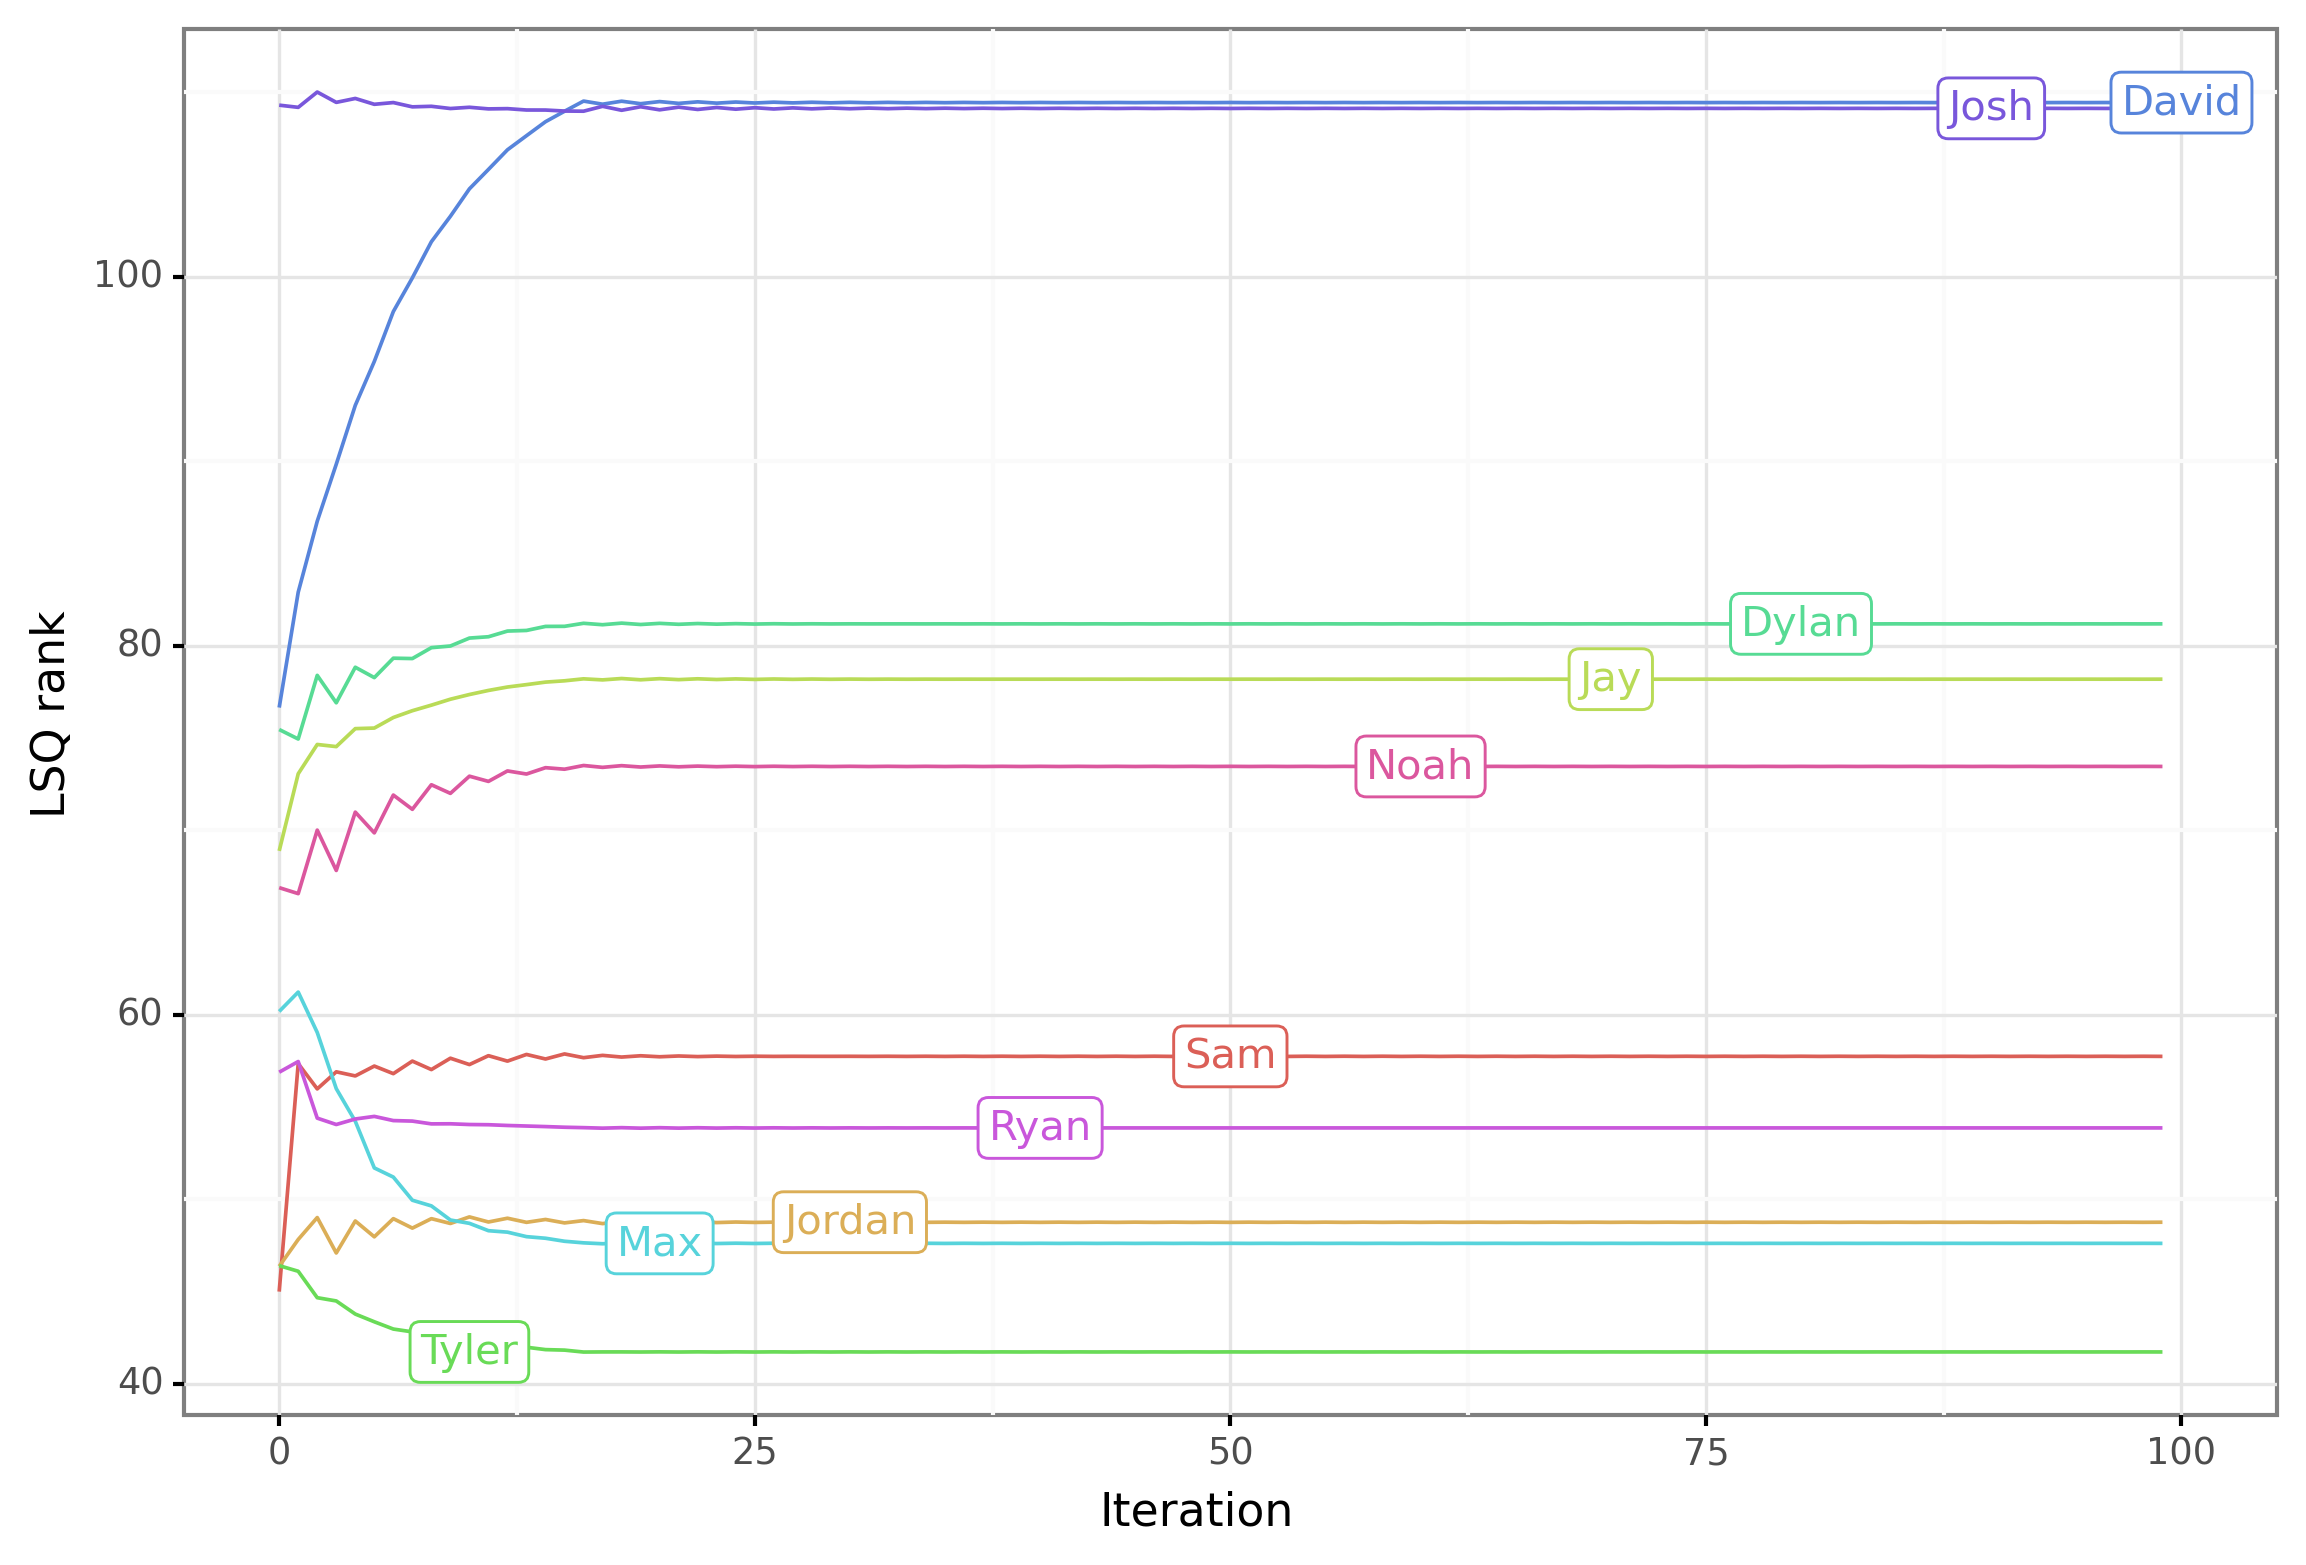 Josh
David
100
Dylan
80
Jay
Noah
LSQ rank
60
Sam
Ryan
Jordan
Max
Tyler
40
0 25 50 75 100
Iteration